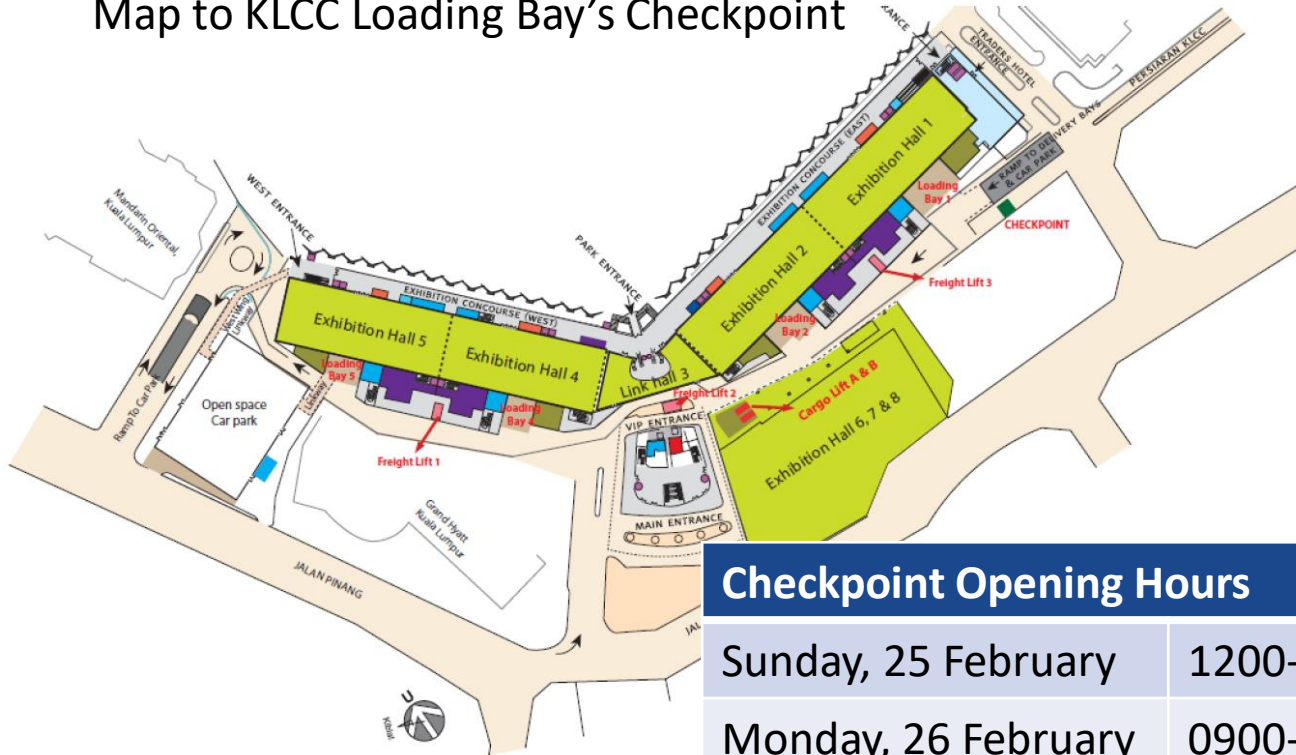 Map to KLCC Loading Bay's Checkpoint
TRADERS HOTEL
ENTRANCE
PERSIARAN KLCC
RAMP TO DELIVERY BAYS
& CAR PARK
CHECKPOINT
EXHIBITION CONCOURSE (EAST)
Exhibition Hall 1
Loading
Bay 1
Exhibition Hall 2
Freight Lift 3
Loading
Bay 2
Mandarin Oriental,
Kuala Lumpur
WEST ENTRANCE
PARK ENTRANCE
EXHIBITION CONCOURSE (WEST)
West Wing
Linkway
Exhibition Hall 5
Exhibition Hall 4
Link hall 3
Loading
Bay 5
Linkway
Loading
Bay 4
Freight Lift 2
Cargo Lift A & B
Exhibition Hall 6, 7 & 8
Ramp To Car Park
Open space
Car park
VIP ENTRANCE
Freight Lift 1
MAIN ENTRANCE
Grand Hyatt
Kuala Lumpur
JALAN PINANG
Kiblat
Checkpoint Opening Hours
Sunday, 25 February 1200-
Monday, 26 February 0900-